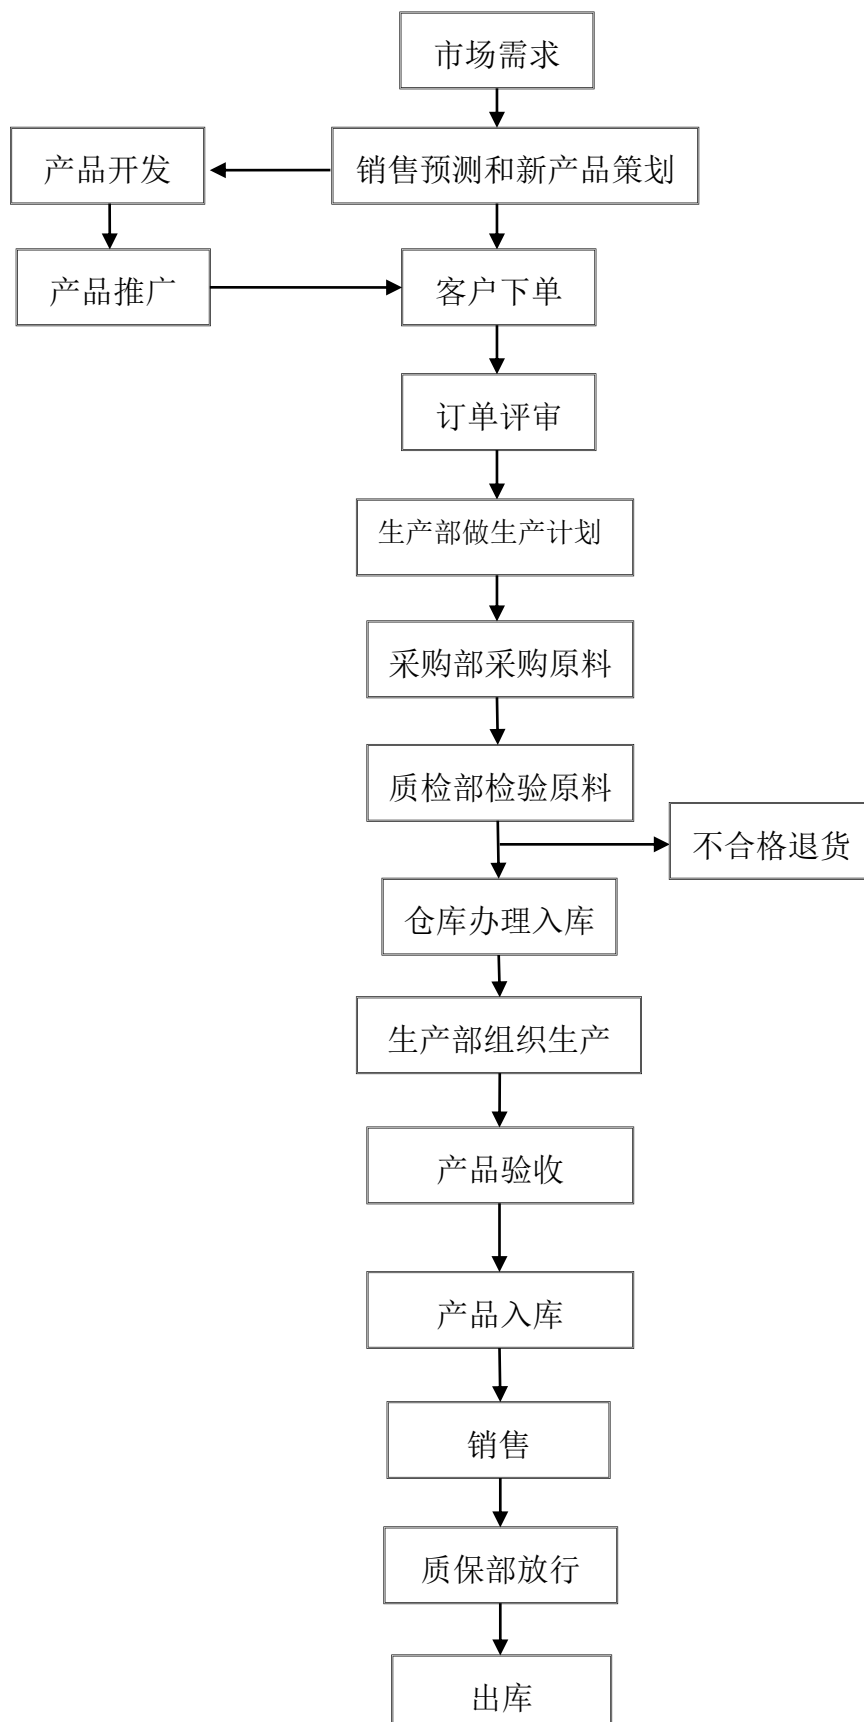 市场需求
产品开发
销售预测和新产品策划
产品推广
客户下单
订单评审
生产部做生产计划
采购部采购原料
质检部检验原料
不合格退货
仓库办理入库
生产部组织生产
产品验收
产品入库
销售
质保部放行
出库